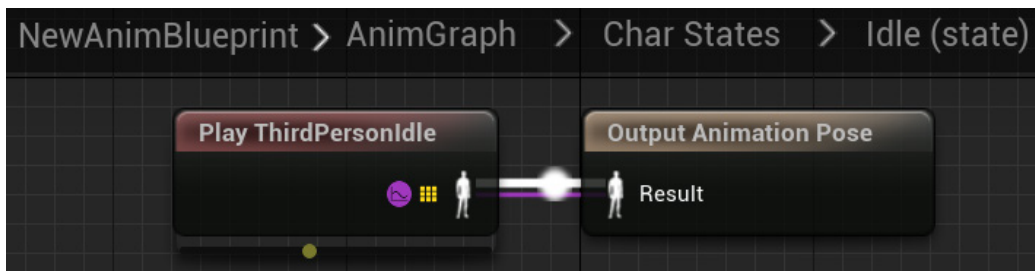 NewAnimBlueprint > AnimGraph > Char States > Idle (state)
Play ThirdPersonIdle
Output Animation Pose
Result